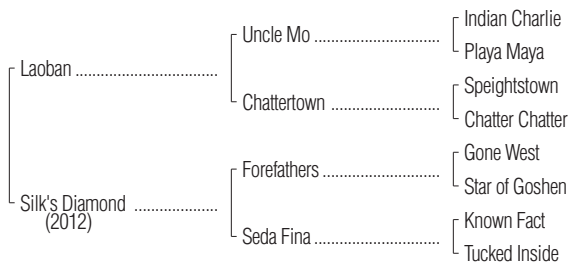 Indian Charlie
Uncle Mo ................................
Playa Maya
Laoban ....................................
Speightstown
Chattertown ...........................
Chatter Chatter
Gone West
Forefathers ............................
Star of Goshen
Silk's Diamond .....................
(2012)
Known Fact
Seda Fina ................................
Tucked Inside